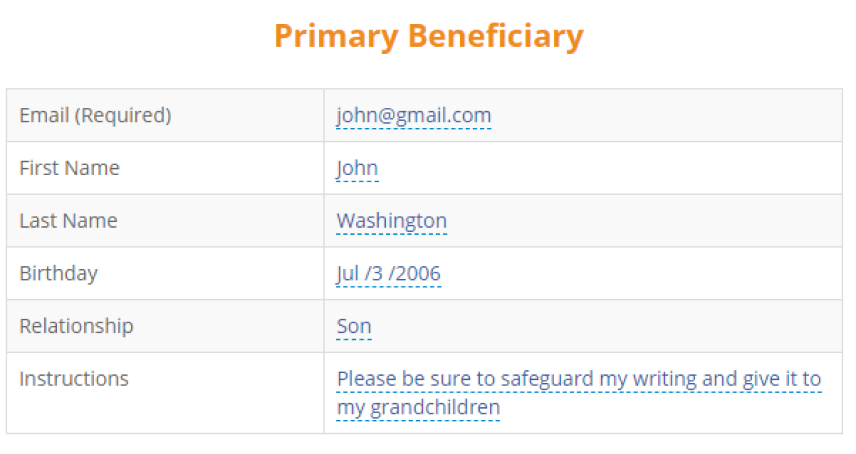 Primary Beneficiary
Email (Required) john@gmail.com
First Name John
Last Name Washington
Birthday Jul /3 /2006
Relationship Son
Instructions Please be sure to safeguard my writing and give it to
my grandchildren